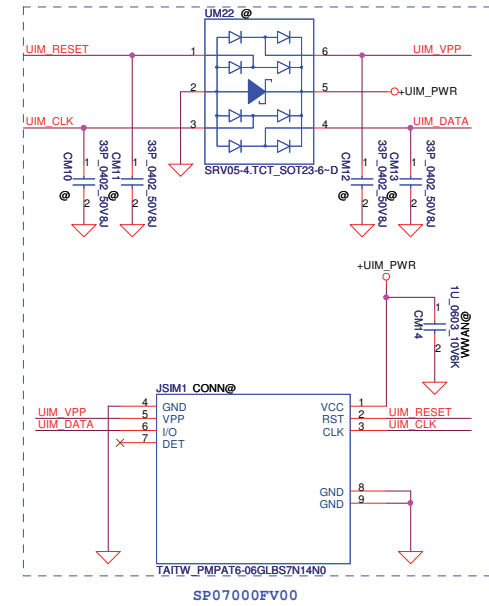 UM22 @
UIM_RESET
1
6
UIM_VPP
2
5
+UIM_PWR
UIM_CLK
3
4
UIM_DATA
SRV05-4.TCT_SOT23-6~D
CM10
@
1
2
33P_0402_50V8J
CM11
@
1
2
33P_0402_50V8J
CM12
@
1
2
33P_0402_50V8J
CM13
@
1
2
33P_0402_50V8J
+UIM_PWR
CM14
1
2
1U_0603_10V6K
WWAN@
JSIM1 CONN@
4 GND
VCC 1
UIM_VPP 5 VPP
RST 2 UIM_RESET
UIM_DATA 6 I/O
CLK 3 UIM_CLK
7 DET
GND 8
GND 9
TAITW_PMPAT6-06GLBS7N14N0
SP07000FV00